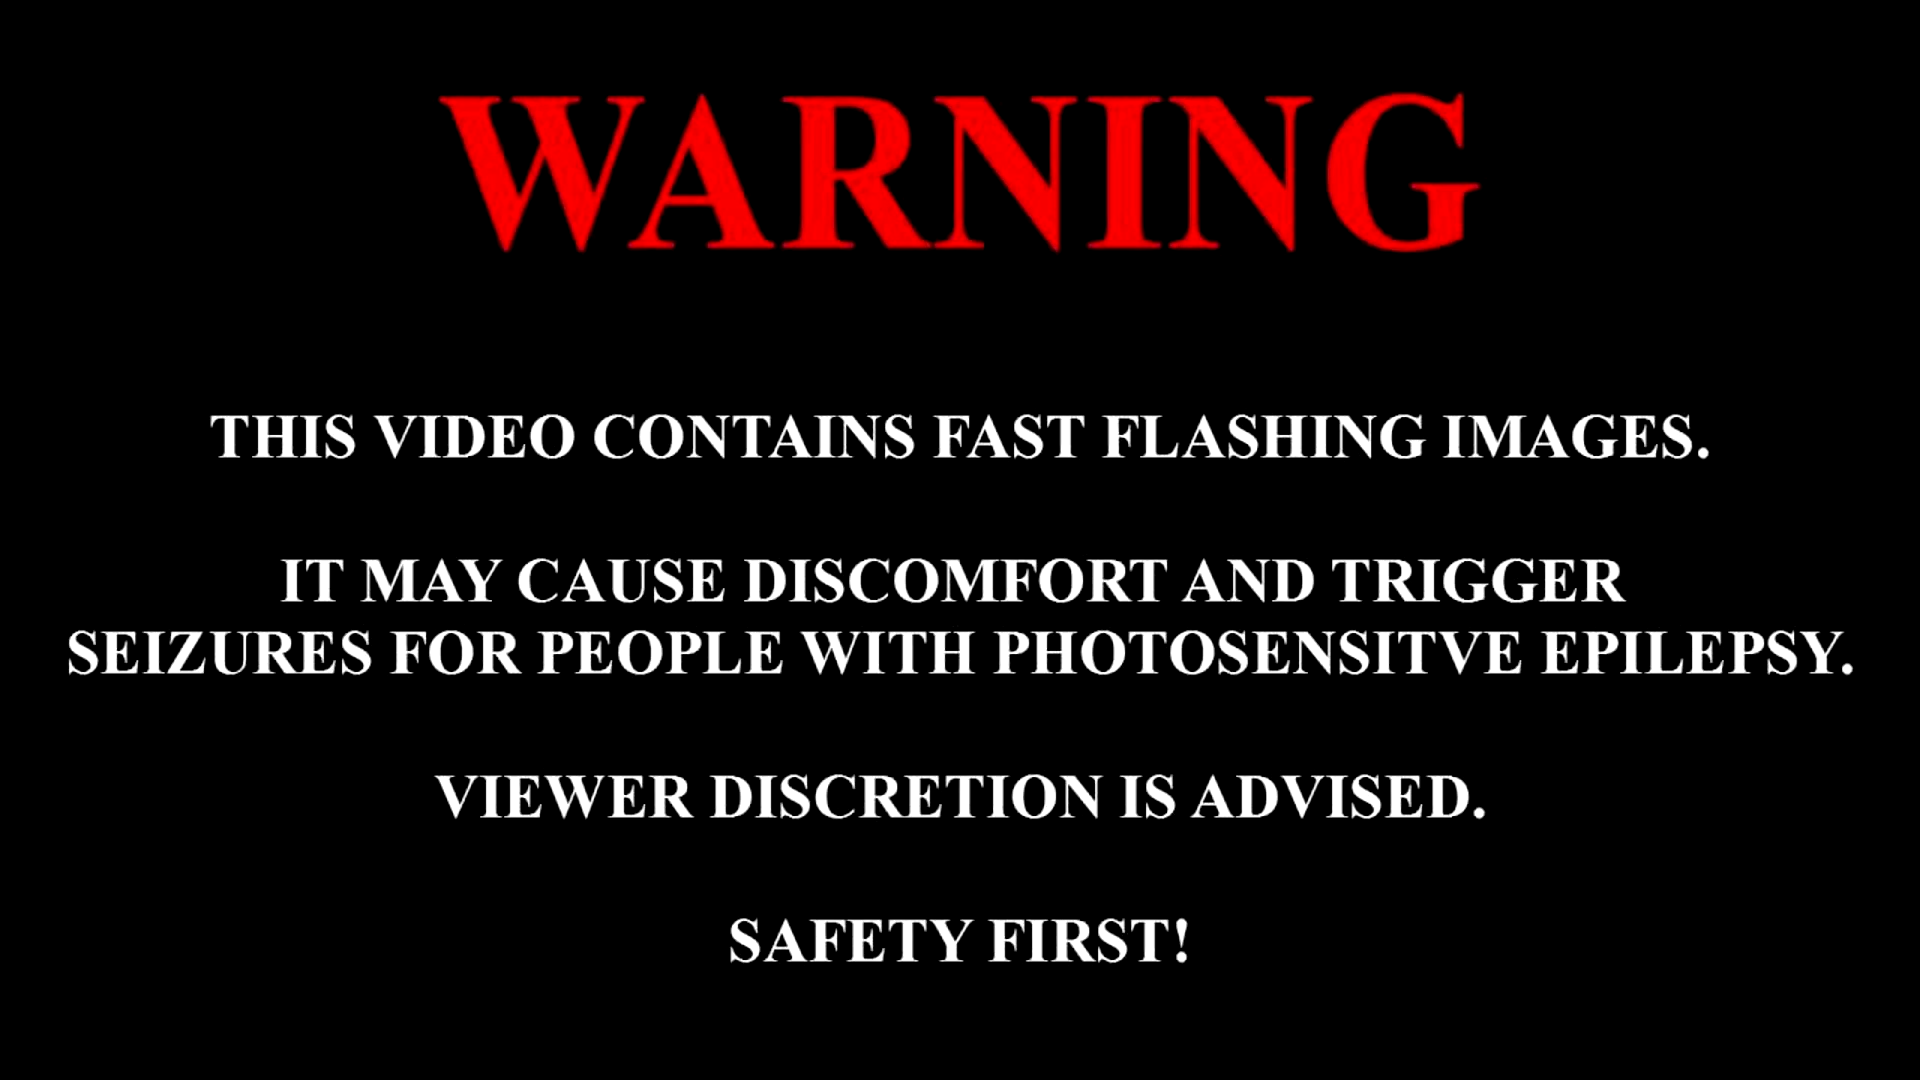 WARNING
THIS VIDEO CONTAINS FAST FLASHING IMAGES.
IT MAY CAUSE DISCOMFORT AND TRIGGER
SEIZURES FOR PEOPLE WITH PHOTOSENSITVE EPILEPSY.
VIEWER DISCRETION IS ADVISED.
SAFETY FIRST!